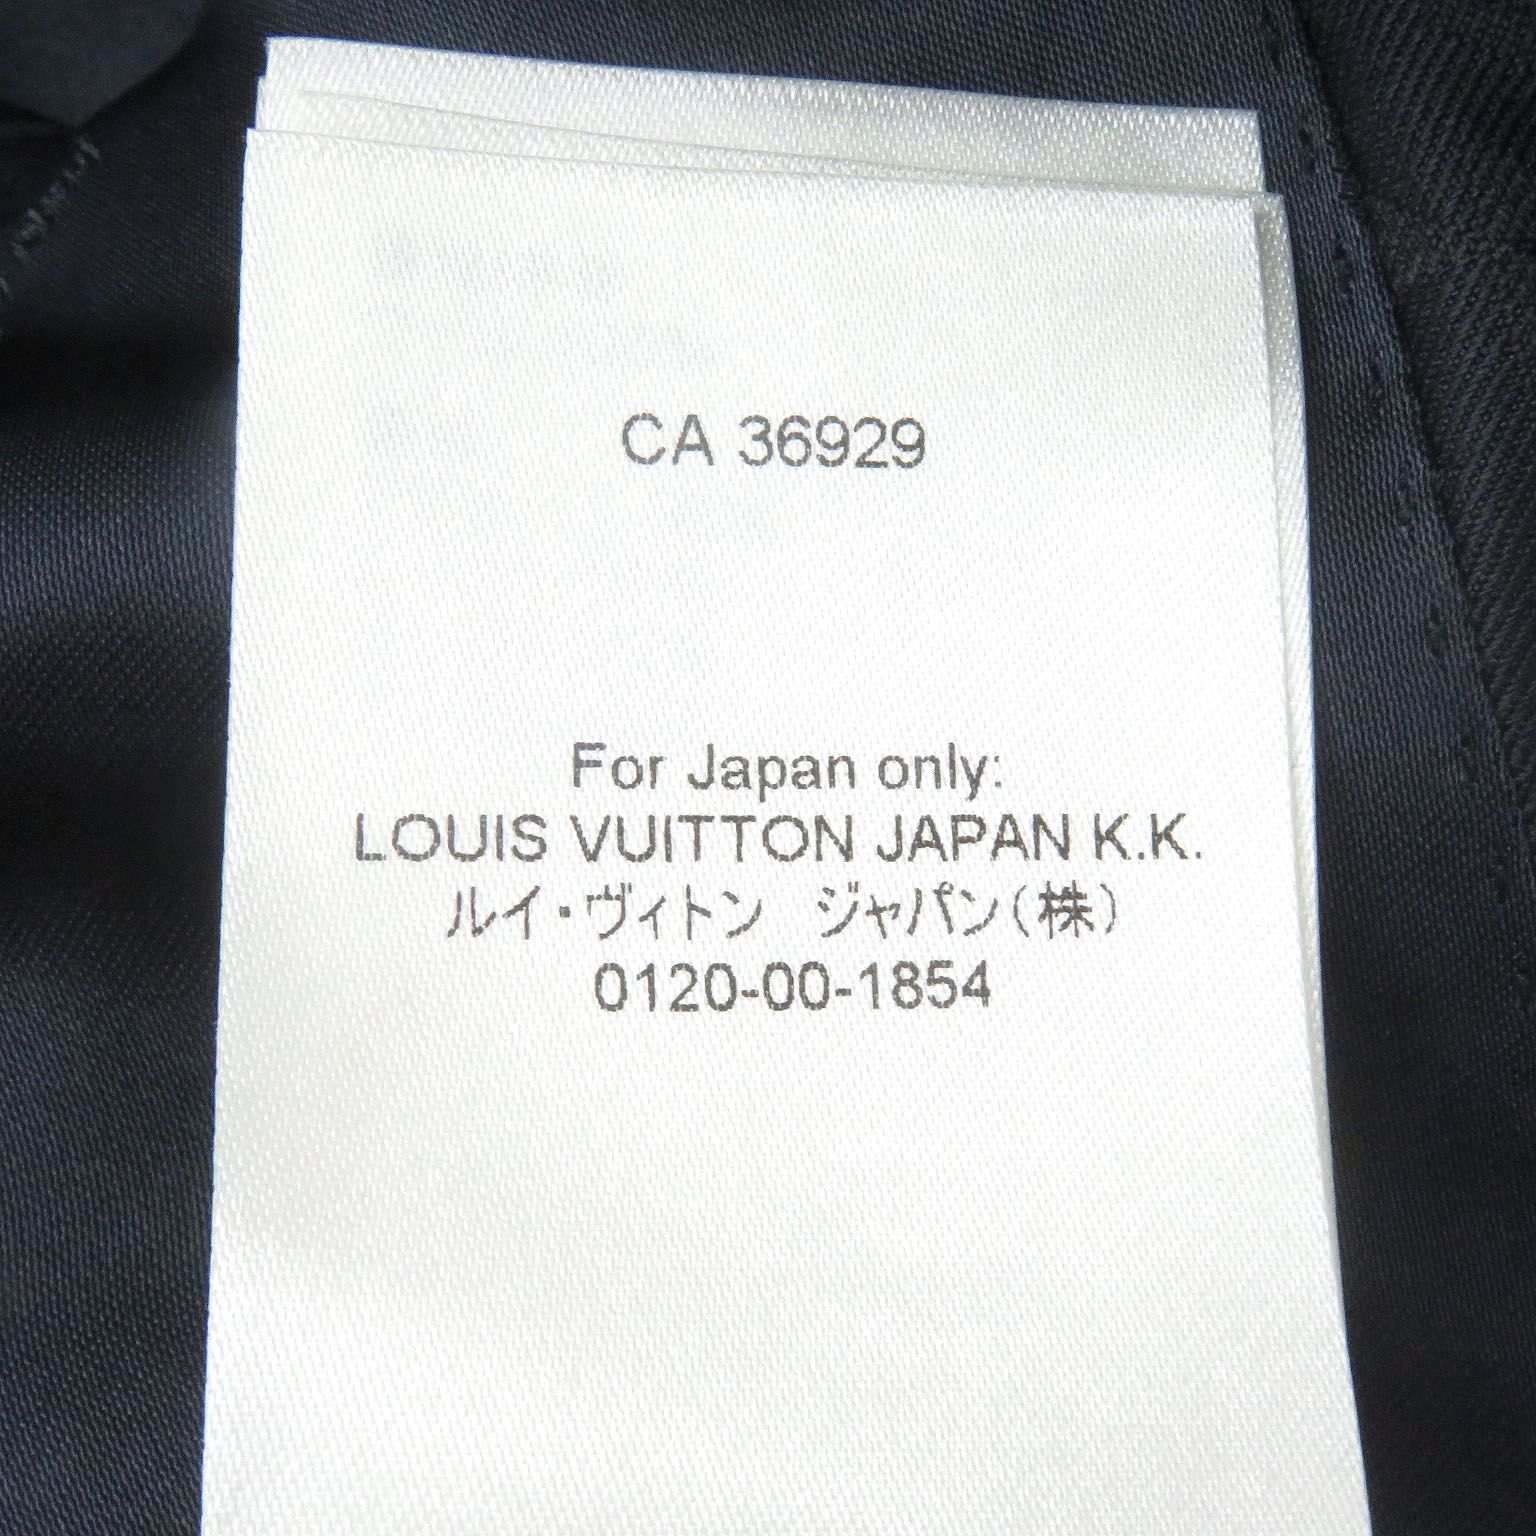 CA 36929
For Japan only:
LOUIS VUITTON JAPAN K.K.
ルイ・ヴィトン　ジャパン(株)
0120-00-1854